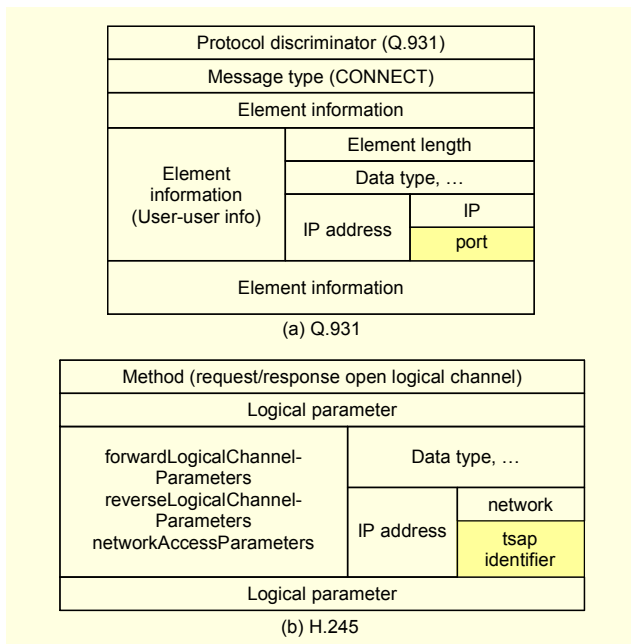 Protocol discriminator (Q.931)
Message type (CONNECT)
Element information
Element
information
(User-user info)
Element length
Data type, …
IP address
IP
port
Element information
(a) Q.931
Method (request/response open logical channel)
Logical parameter
forwardLogicalChannel-
Parameters
reverseLogicalChannel-
Parameters
networkAccessParameters
Data type, …
IP address
network
tsap
identifier
Logical parameter
(b) H.245